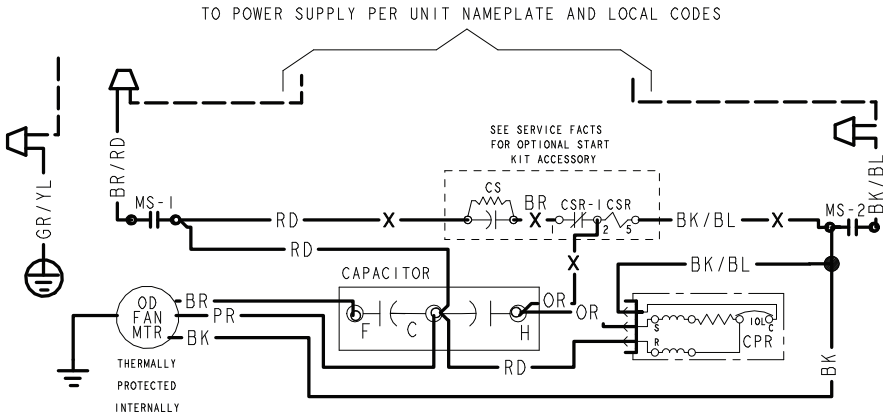 TO POWER SUPPLY PER UNIT NAMEPLATE AND LOCAL CODES
SEE SERVICE FACTS
FOR OPTIONAL START
KIT ACCESSORY
GR/YL
BR/RD
BK/BL
CS
MS-1
BR
CSR-1
CSR
MS-2
RD
X
X
1
2
5
BK/BL
X
RD
X
BK/BL
CAPACITOR
OD
FAN
MTR
BR
PR
BK
F
C
H
OR
OR
S
R
IOL
C
CPR
RD
BK
THERMALLY
PROTECTED
INTERNALLY